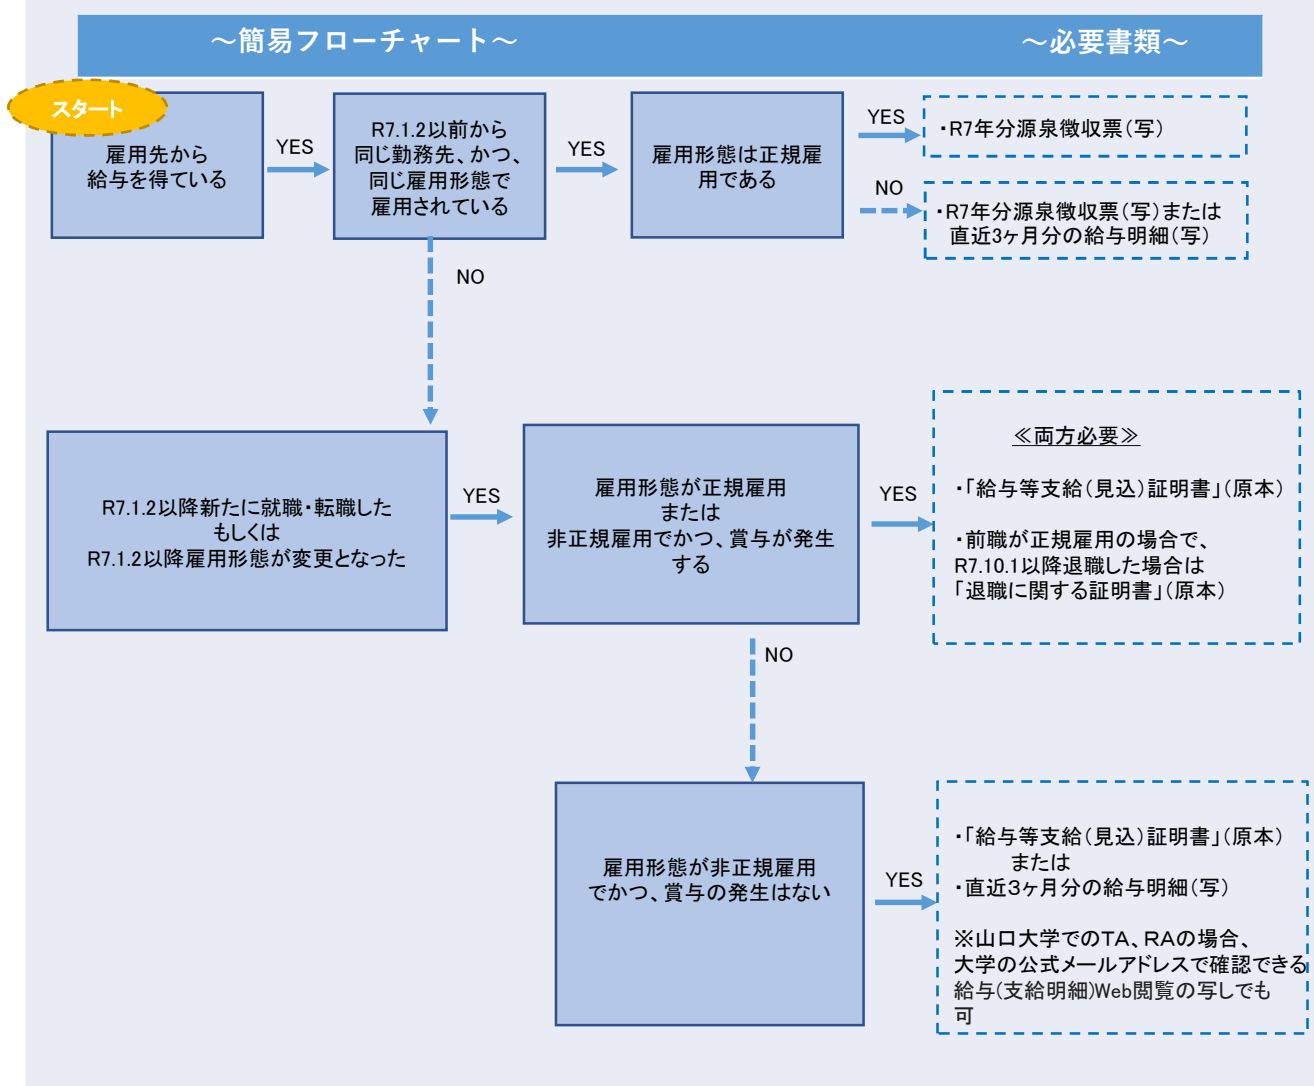 ～簡易フローチャート～
～必要書類～
スタート
雇用先から
給与を得ている
YES
R7.1.2以前から
同じ勤務先、かつ、
同じ雇用形態で
雇用されている
YES
雇用形態は正規雇
用である
YES
・R7年分源泉徴収票（写）
NO
・R7年分源泉徴収票（写）または
直近3ヶ月分の給与明細（写）
NO
R7.1.2以降新たに就職・転職した
もしくは
R7.1.2以降雇用形態が変更となった
YES
雇用形態が正規雇用
または
非正規雇用でかつ、賞与が発生
する
YES
≪両方必要≫
・「給与等支給（見込）証明書」（原本）
・前職が正規雇用の場合で、
R7.10.1以降退職した場合は
「退職に関する証明書」（原本）
NO
雇用形態が非正規雇用
でかつ、賞与の発生はない
YES
・「給与等支給（見込）証明書」（原本）
または
・直近３ヶ月分の給与明細（写）
※山口大学でのTA、RAの場合、
大学の公式メールアドレスで確認できる
給与(支給明細)Web閲覧の写しでも
可